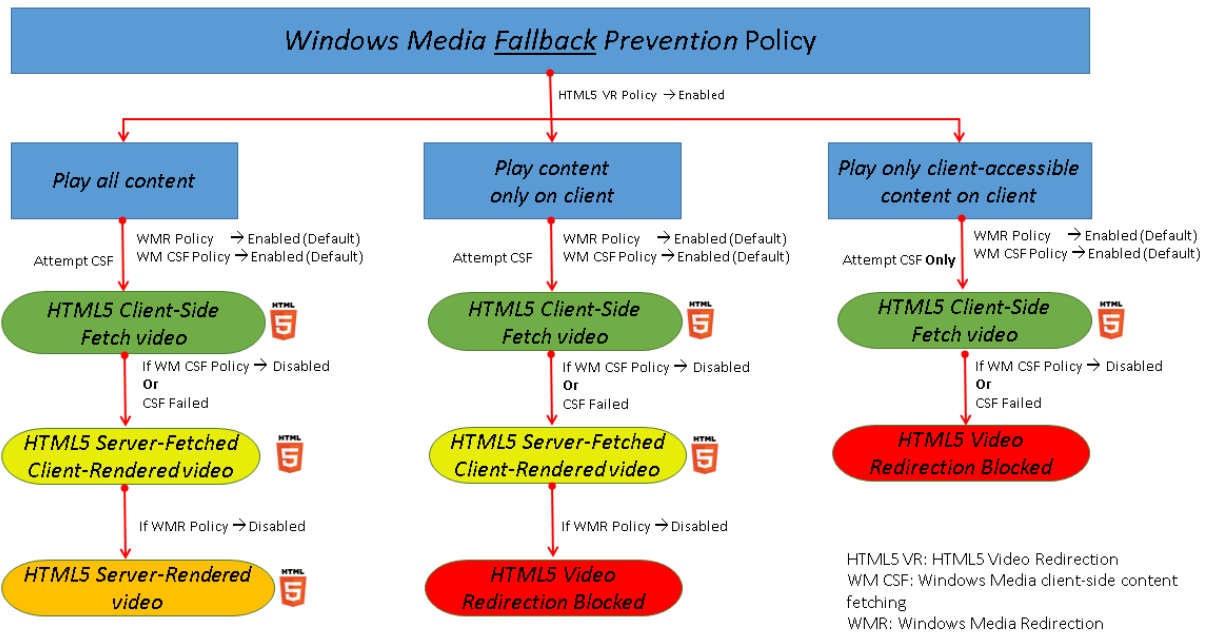 Windows Media Fallback Prevention Policy
HTML5 VR Policy → Enabled
Play all content
WMR Policy → Enabled (Default)
WM CSF Policy → Enabled (Default)
Attempt CSF
HTML5 Client-Side
Fetch video
HTML
5
If WM CSF Policy → Disabled
Or
CSF Failed
HTML5 Server-Fetched
Client-Rendered video
HTML
5
If WMR Policy → Disabled
HTML5 Server-Rendered
video
HTML
5
Play content
only on client
WMR Policy → Enabled (Default)
WM CSF Policy → Enabled (Default)
Attempt CSF
HTML5 Client-Side
Fetch video
HTML
5
If WM CSF Policy → Disabled
Or
CSF Failed
HTML5 Server-Fetched
Client-Rendered video
HTML
5
If WMR Policy → Disabled
HTML5 Video
Redirection Blocked
Play only client-accessible
content on client
WMR Policy → Enabled (Default)
WM CSF Policy → Enabled (Default)
Attempt CSF Only
HTML5 Client-Side
Fetch video
HTML
5
If WM CSF Policy → Disabled
Or
CSF Failed
HTML5 Video
Redirection Blocked
HTML5 VR: HTML5 Video Redirection
WM CSF: Windows Media client-side content
fetching
WMR: Windows Media Redirection